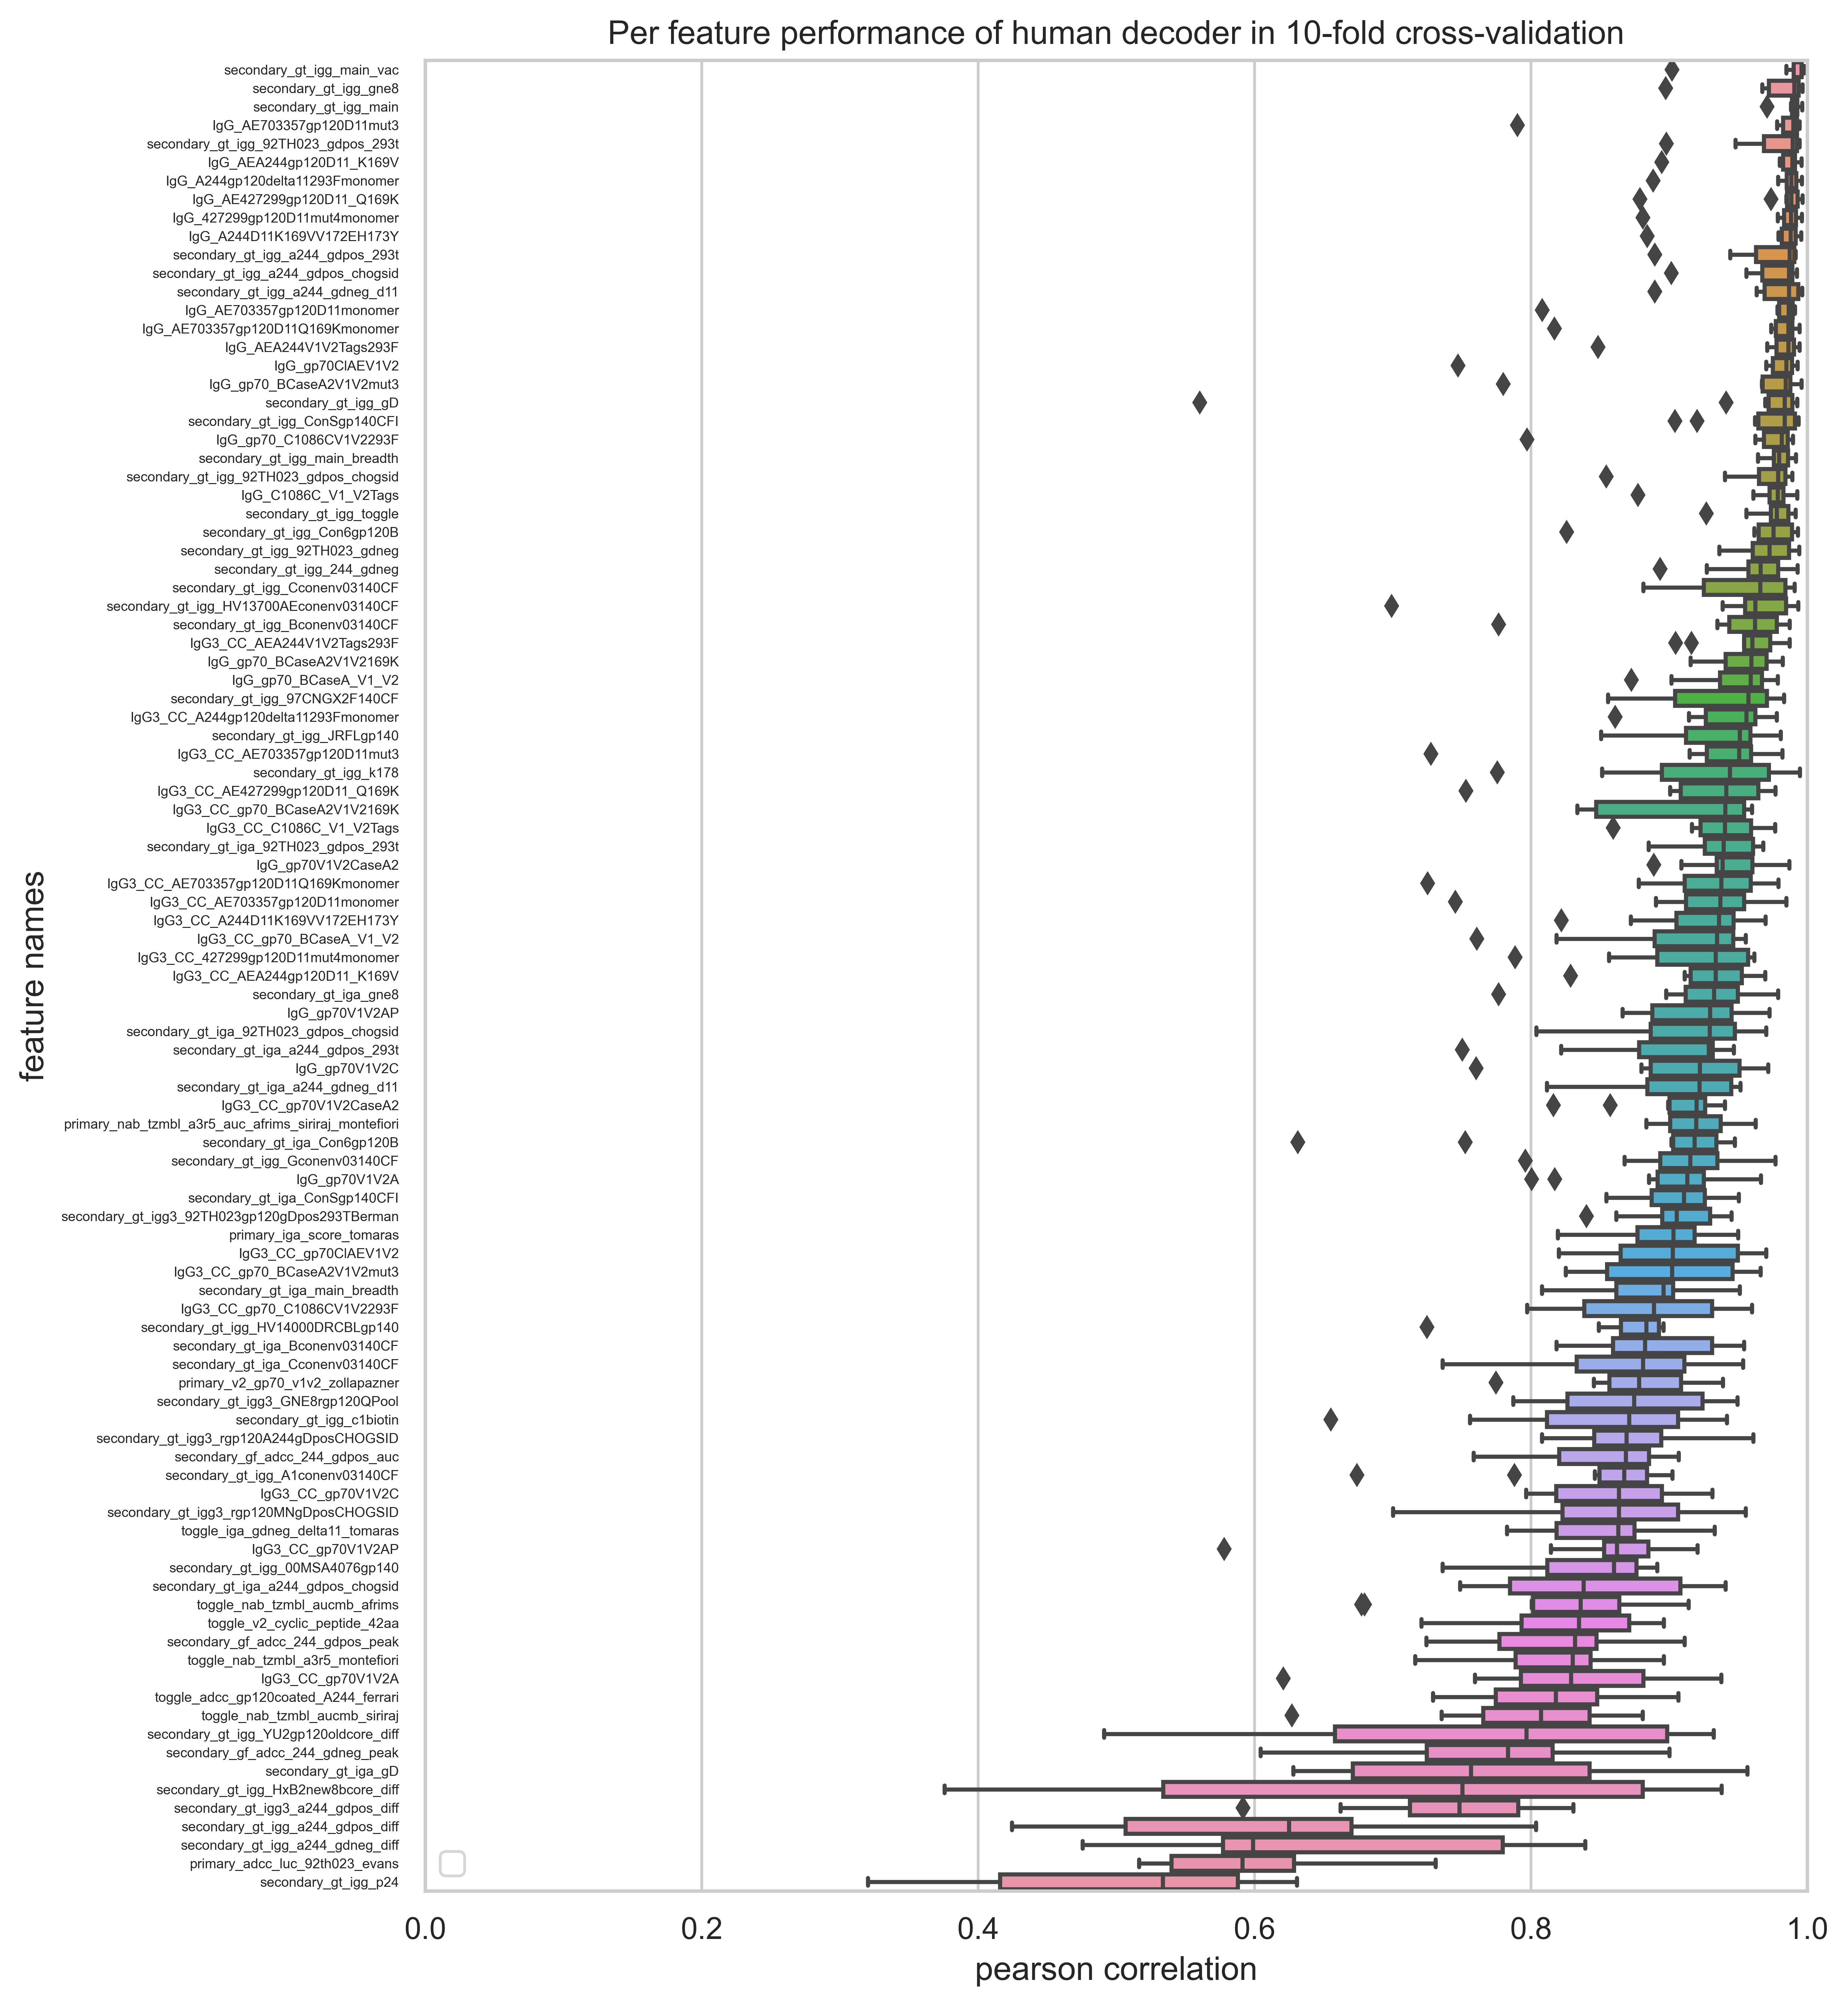 Per feature performance of human decoder in 10-fold cross-validation
secondary_gt_igg_main_vac
secondary_gt_igg_gne8
secondary_gt_igg_main
IgG_AE703357gp120D11mut3
secondary_gt_igg_92TH023_gdpos_293t
IgG_AEA244gp120D11_K169V
IgG_A244gp120delta11293Fmonomer
IgG_AE427299gp120D11_Q169K
IgG_427299gp120D11mut4monomer
IgG_A244D11K169VV172EH173Y
secondary_gt_igg_a244_gdpos_293t
secondary_gt_igg_a244_gdpos_chogsid
secondary_gt_igg_a244_gdneg_d11
IgG_AE703357gp120D11monomer
IgG_AE703357gp120D11Q169Kmonomer
IgG_AEA244V1V2Tags293F
IgG_gp70ClAEV1V2
IgG_gp70_BCaseA2V1V2mut3
secondary_gt_igg_gD
secondary_gt_igg_ConSgp140CFI
IgG_gp70_C1086CV1V2293F
secondary_gt_igg_main_breadth
secondary_gt_igg_92TH023_gdpos_chogsid
IgG_C1086C_V1_V2Tags
secondary_gt_igg_toggle
secondary_gt_igg_Con6gp120B
secondary_gt_igg_92TH023_gdneg
secondary_gt_igg_244_gdneg
secondary_gt_igg_Cconenv03140CF
secondary_gt_igg_HV13700AEconenv03140CF
secondary_gt_igg_Bconenv03140CF
IgG3_CC_AEA244V1V2Tags293F
IgG_gp70_BCaseA2V1V2169K
IgG_gp70_BCaseA_V1_V2
secondary_gt_igg_97CNGX2F140CF
IgG3_CC_A244gp120delta11293Fmonomer
secondary_gt_igg_JRFLgp140
IgG3_CC_AE703357gp120D11mut3
secondary_gt_igg_k178
IgG3_CC_AE427299gp120D11_Q169K
IgG3_CC_gp70_BCaseA2V1V2169K
IgG3_CC_C1086C_V1_V2Tags
secondary_gt_iga_92TH023_gdpos_293t
IgG_gp70V1V2CaseA2
IgG3_CC_AE703357gp120D11Q169Kmonomer
IgG3_CC_AE703357gp120D11monomer
IgG3_CC_A244D11K169VV172EH173Y
IgG3_CC_gp70_BCaseA_V1_V2
IgG3_CC_427299gp120D11mut4monomer
IgG3_CC_AEA244gp120D11_K169V
secondary_gt_iga_gne8
IgG_gp70V1V2AP
secondary_gt_iga_92TH023_gdpos_chogsid
secondary_gt_iga_a244_gdpos_293t
IgG_gp70V1V2C
secondary_gt_iga_a244_gdneg_d11
IgG3_CC_gp70V1V2CaseA2
primary_nab_tzmbl_a3r5_auc_afrims_siriraj_montefiori
secondary_gt_iga_Con6gp120B
secondary_gt_igg_Gconenv03140CF
IgG_gp70V1V2A
secondary_gt_iga_ConSgp140CFI
secondary_gt_igg3_92TH023gp120gDpos293TBerman
primary_iga_score_tomaras
IgG3_CC_gp70ClAEV1V2
IgG3_CC_gp70_BCaseA2V1V2mut3
secondary_gt_iga_main_breadth
IgG3_CC_gp70_C1086CV1V2293F
secondary_gt_igg_HV14000DRCBLgp140
secondary_gt_iga_Bconenv03140CF
secondary_gt_iga_Cconenv03140CF
primary_v2_gp70_v1v2_zollapazner
secondary_gt_igg3_GNE8rgp120QPool
secondary_gt_igg_c1biotin
secondary_gt_igg3_rgp120A244gDposCHOGSID
secondary_gf_adcc_244_gdpos_auc
secondary_gt_igg_A1conenv03140CF
IgG3_CC_gp70V1V2C
secondary_gt_igg3_rgp120MNgDposCHOGSID
toggle_iga_gdneg_delta11_tomaras
IgG3_CC_gp70V1V2AP
secondary_gt_igg_00MSA4076gp140
secondary_gt_iga_a244_gdpos_chogsid
toggle_nab_tzmbl_aucmb_afrims
toggle_v2_cyclic_peptide_42aa
secondary_gf_adcc_244_gdpos_peak
toggle_nab_tzmbl_a3r5_montefiori
IgG3_CC_gp70V1V2A
toggle_adcc_gp120coated_A244_ferrari
toggle_nab_tzmbl_aucmb_siriraj
secondary_gt_igg_YU2gp120oldcore_diff
secondary_gf_adcc_244_gdneg_peak
secondary_gt_iga_gD
secondary_gt_igg_HxB2new8bcore_diff
secondary_gt_igg3_a244_gdpos_diff
secondary_gt_igg_a244_gdpos_diff
secondary_gt_igg_a244_gdneg_diff
primary_adcc_luc_92th023_evans
secondary_gt_igg_p24
feature names
0.0 0.2 0.4 0.6 0.8 1.0
pearson correlation